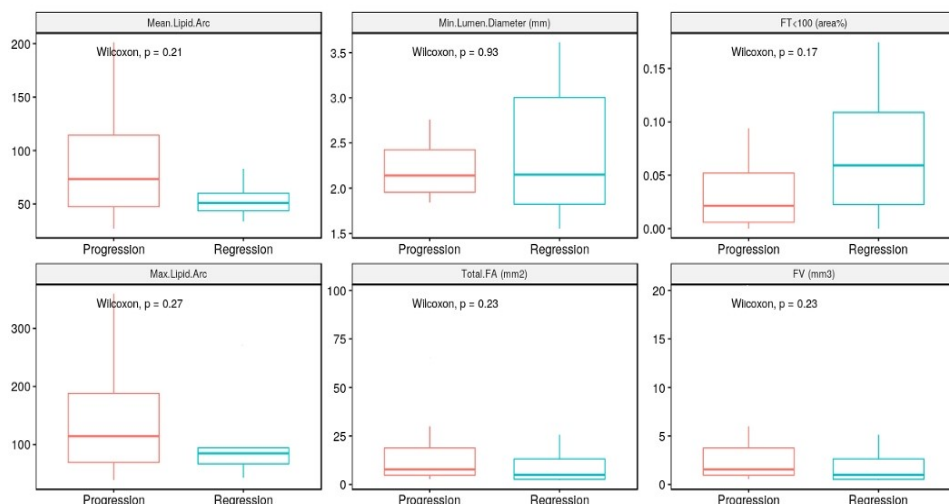 Mean.Lipid.Arc
Min.Lumen.Diameter (mm)
FT<100 (area%)
200
150
100
50
Wilcoxon, p = 0.21
3.5
3.0
2.5
2.0
1.5
Wilcoxon, p = 0.93
0.15
0.10
0.05
0.00
Wilcoxon, p = 0.17
Progression
Regression
Progression
Regression
Progression
Regression
Max.Lipid.Arc
Total.FA (mm2)
FV (mm3)
300
200
100
Wilcoxon, p = 0.27
100
75
50
25
0
Wilcoxon, p = 0.23
20
15
10
5
0
Wilcoxon, p = 0.23
Progression
Regression
Progression
Regression
Progression
Regression